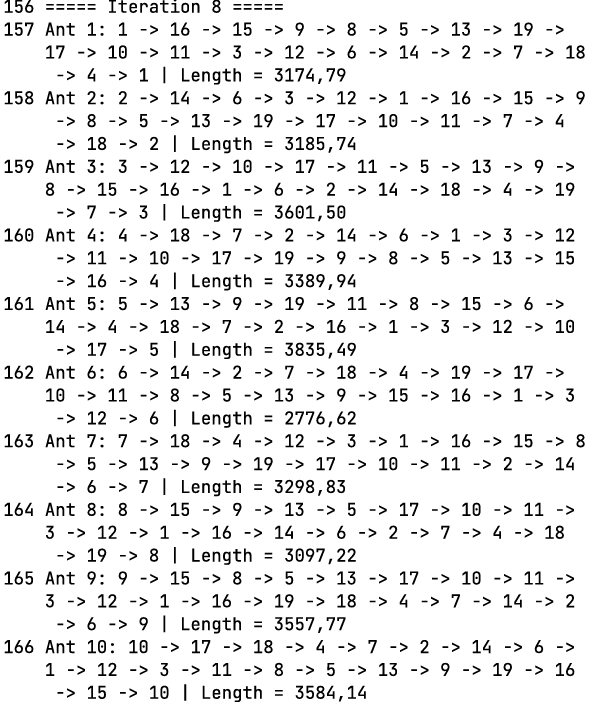 156 ===== Iteration 8 =====
157 Ant 1: 1 -> 16 -> 15 -> 9 -> 8 -> 5 -> 13 -> 19 ->
17 -> 10 -> 11 -> 3 -> 12 -> 6 -> 14 -> 2 -> 7 -> 18
-> 4 -> 1 | Length = 3174,79
158 Ant 2: 2 -> 14 -> 6 -> 3 -> 12 -> 1 -> 16 -> 15 -> 9
-> 8 -> 5 -> 13 -> 19 -> 17 -> 10 -> 11 -> 7 -> 4
-> 18 -> 2 | Length = 3185,74
159 Ant 3: 3 -> 12 -> 10 -> 17 -> 11 -> 5 -> 13 -> 9 ->
8 -> 15 -> 16 -> 1 -> 6 -> 2 -> 14 -> 18 -> 4 -> 19
-> 7 -> 3 | Length = 3601,50
160 Ant 4: 4 -> 18 -> 7 -> 2 -> 14 -> 6 -> 1 -> 3 -> 12
-> 11 -> 10 -> 17 -> 19 -> 9 -> 8 -> 5 -> 13 -> 15
-> 16 -> 4 | Length = 3389,94
161 Ant 5: 5 -> 13 -> 9 -> 19 -> 11 -> 8 -> 15 -> 6 ->
14 -> 4 -> 18 -> 7 -> 2 -> 16 -> 1 -> 3 -> 12 -> 10
-> 17 -> 5 | Length = 3835,49
162 Ant 6: 6 -> 14 -> 2 -> 7 -> 18 -> 4 -> 19 -> 17 ->
10 -> 11 -> 8 -> 5 -> 13 -> 9 -> 15 -> 16 -> 1 -> 3
-> 12 -> 6 | Length = 2776,62
163 Ant 7: 7 -> 18 -> 4 -> 12 -> 3 -> 1 -> 16 -> 15 -> 8
-> 5 -> 13 -> 9 -> 19 -> 17 -> 10 -> 11 -> 2 -> 14
-> 6 -> 7 | Length = 3298,83
164 Ant 8: 8 -> 15 -> 9 -> 13 -> 5 -> 17 -> 10 -> 11 ->
3 -> 12 -> 1 -> 16 -> 14 -> 6 -> 2 -> 7 -> 4 -> 18
-> 19 -> 8 | Length = 3097,22
165 Ant 9: 9 -> 15 -> 8 -> 5 -> 13 -> 17 -> 10 -> 11 ->
3 -> 12 -> 1 -> 16 -> 19 -> 18 -> 4 -> 7 -> 14 -> 2
-> 6 -> 9 | Length = 3557,77
166 Ant 10: 10 -> 17 -> 18 -> 4 -> 7 -> 2 -> 14 -> 6 ->
1 -> 12 -> 3 -> 11 -> 8 -> 5 -> 13 -> 9 -> 19 -> 16
-> 15 -> 10 | Length = 3584,14